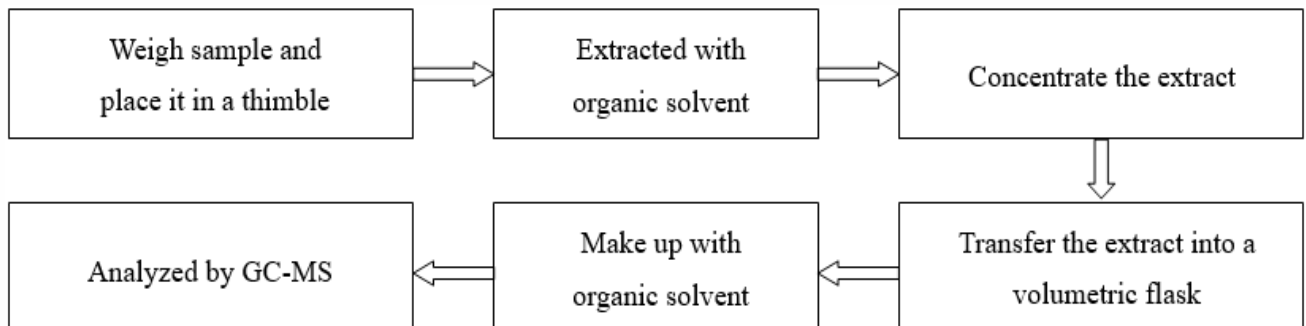 Weigh sample and
place it in a thimble
Extracted with
organic solvent
Concentrate the extract
Transfer the extract into a
volumetric flask
Make up with
organic solvent
Analyzed by GC-MS